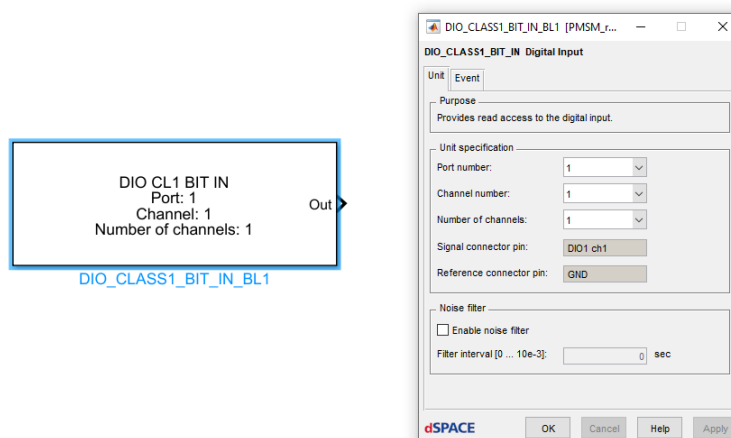 DIO CL1 BIT IN
Port: 1
Channel: 1
Number of channels: 1
Out
DIO_CLASS1_BIT_IN_BL1
DIO_CLASS1_BIT_IN_BL1 [PMSM_r...
DIO_CLASS1_BIT_IN Digital Input
Unit Event
Purpose
Provides read access to the digital input.
Unit specification
Port number: 1
Channel number: 1
Number of channels: 1
Signal connector pin: DIO1 ch1
Reference connector pin: GND
Noise filter
Enable noise filter
Filter interval [0 ... 10e-3]: 0 sec
dSPACE OK Cancel Help Apply